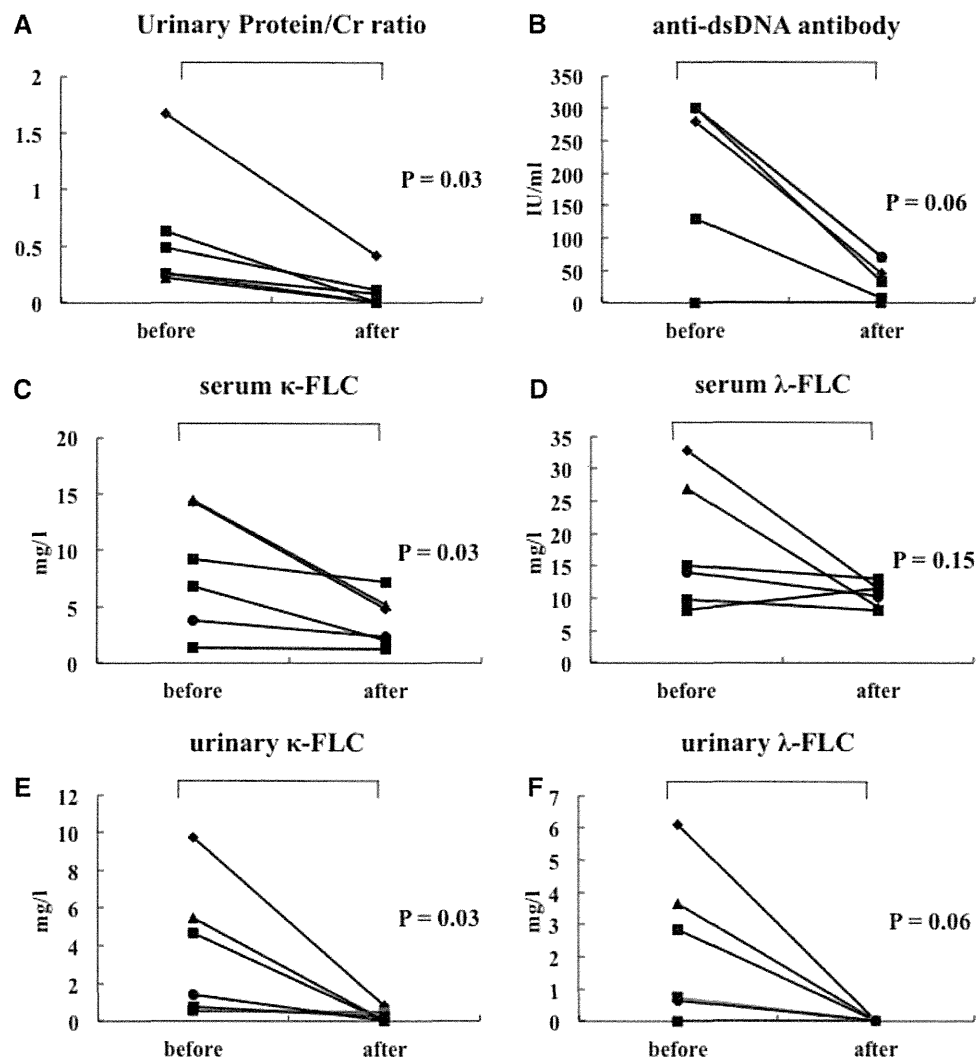 A Urinary Protein/Cr ratio
2
1.5
1
0.5
0
P = 0.03
before after
B anti-dsDNA antibody
350
300
250
200
150
100
50
0
IU/ml
P = 0.06
before after
C serum κ-FLC
20
15
10
5
0
mg/l
P = 0.03
before after
D serum λ-FLC
35
30
25
20
15
10
5
0
mg/l
P = 0.15
before after
E urinary κ-FLC
12
10
8
6
4
2
0
mg/l
P = 0.03
before after
F urinary λ-FLC
7
6
5
4
3
2
1
0
mg/l
P = 0.06
before after